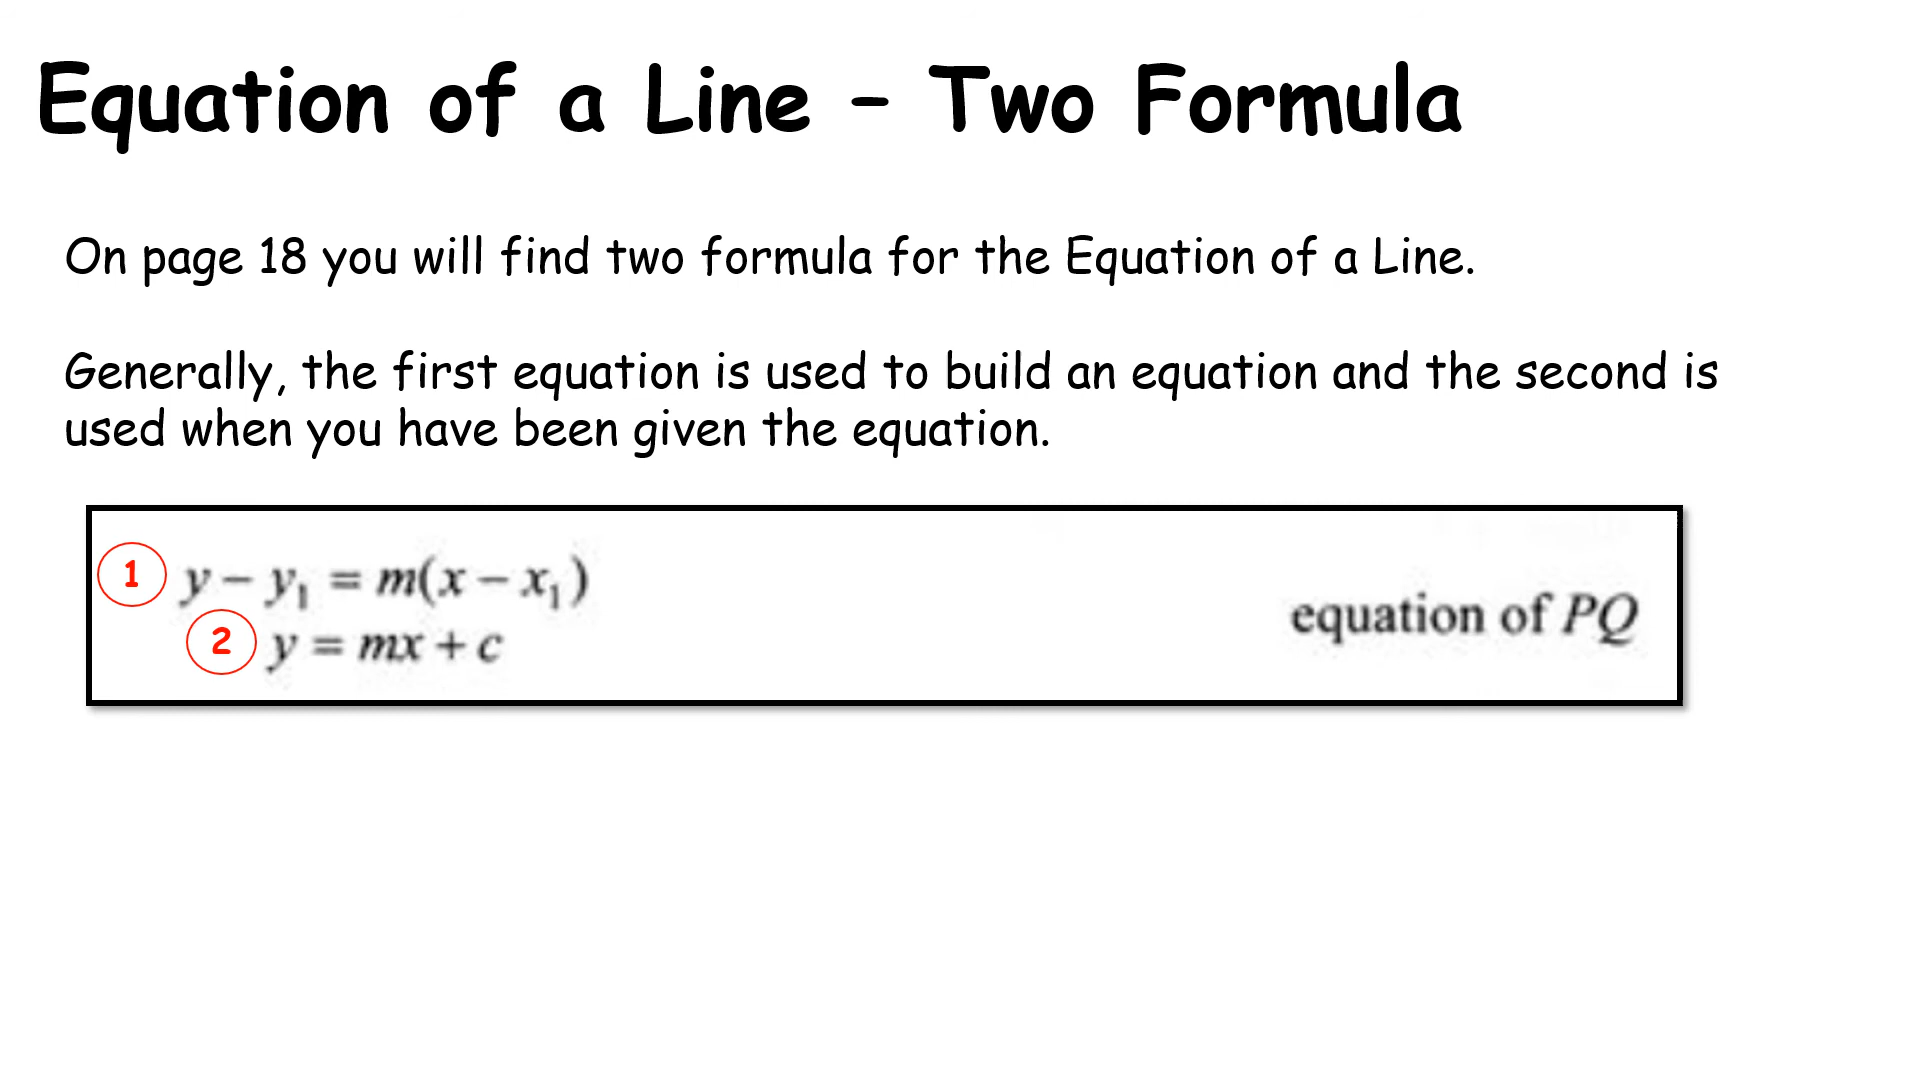 Equation of a Line – Two Formula
On page 18 you will find two formula for the Equation of a Line.
Generally, the first equation is used to build an equation and the second is
used when you have been given the equation.
1 y − y₁ = m(x − x₁)
2 y = mx + c
equation of PQ